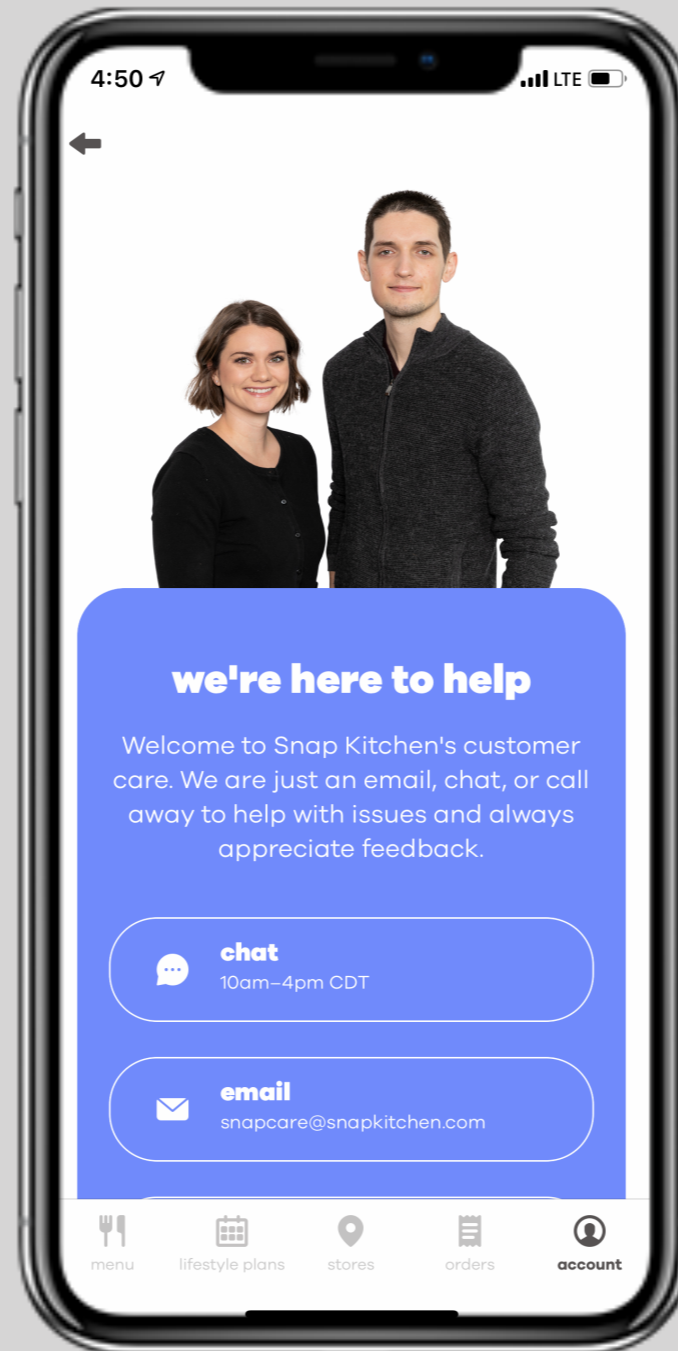 4:50
LTE
we're here to help
Welcome to Snap Kitchen's customer
care. We are just an email, chat, or call
away to help with issues and always
appreciate feedback.
chat
10am–4pm CDT
email
snapcare@snapkitchen.com
menu
lifestyle plans
stores
orders
account